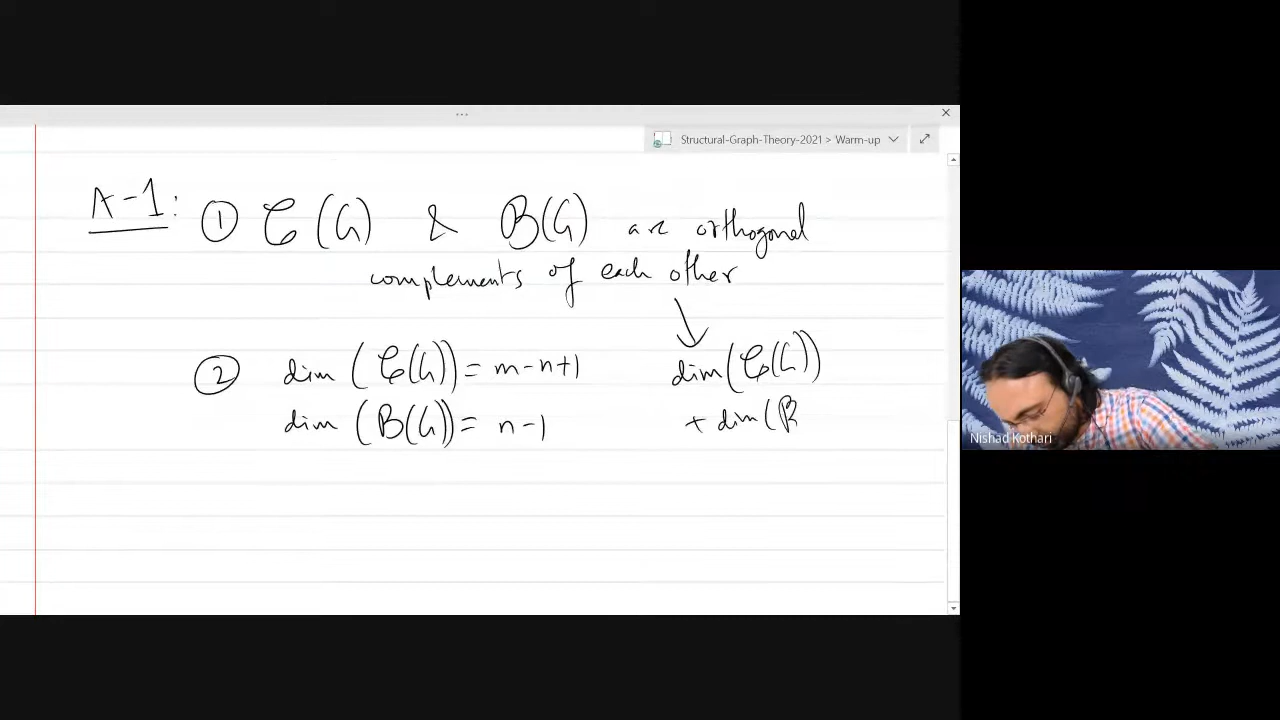 Structural-Graph-Theory-2021 > Warm-up
A-1: ① C(G) & B(G) are orthogonal
complements of each other
② dim (C(G)) = m-n+1 dim(C(G))
dim (B(G)) = n-1 + dim(B
Nishad Kothari